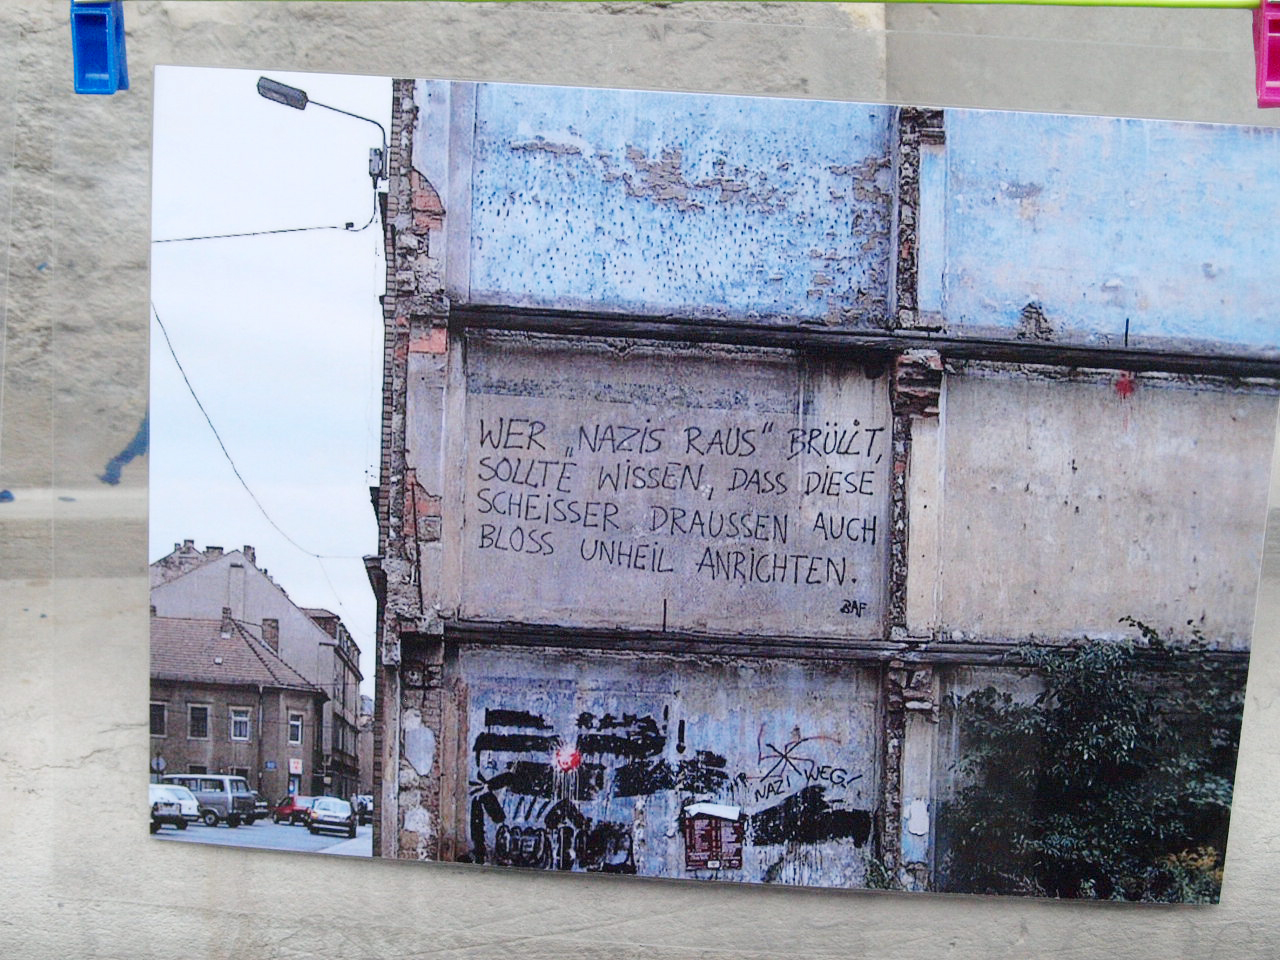 WER „NAZIS RAUS“ BRÜLLT,
SOLLTE WISSEN, DASS DIESE
SCHEISSER DRAUSSEN AUCH
BLOSS UNHEIL ANRICHTEN.
BAF
NAZI WEG!